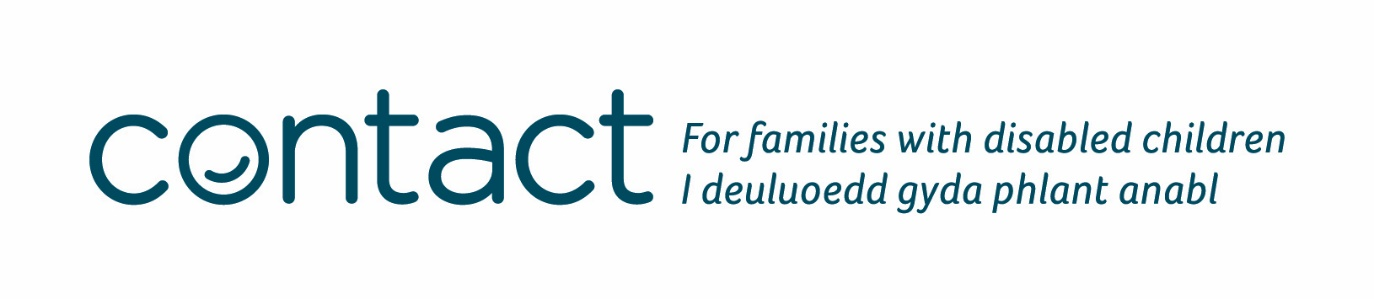 contact
For families with disabled children
I deuluoedd gyda phlant anabl